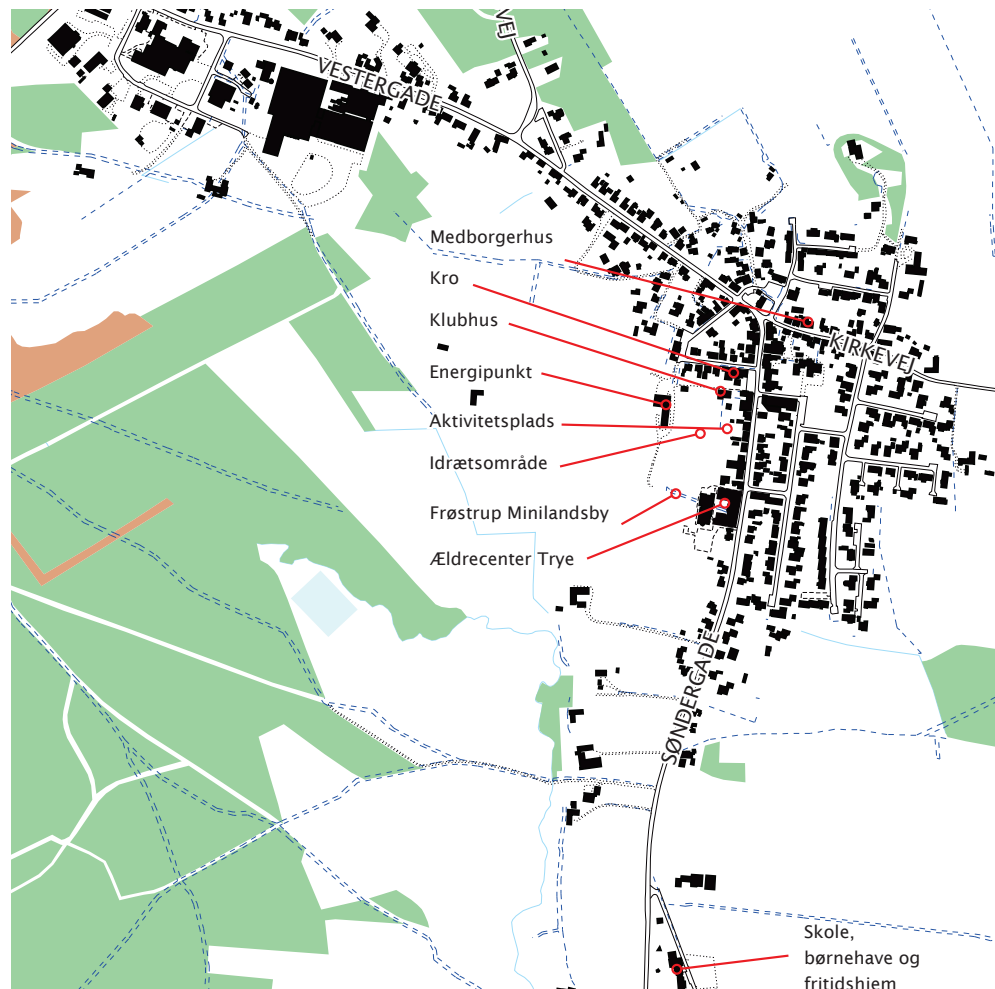 VEJ
VESTERGADE
Medborgerhus
Kro
Klubhus
KIRKEVEJ
Energipunkt
Aktivitetsplads
Idrætsområde
Frøstrup Minilandsby
Ældrecenter Trye
SØNDERGADE
Skole,
børnehave og
fritidshjem